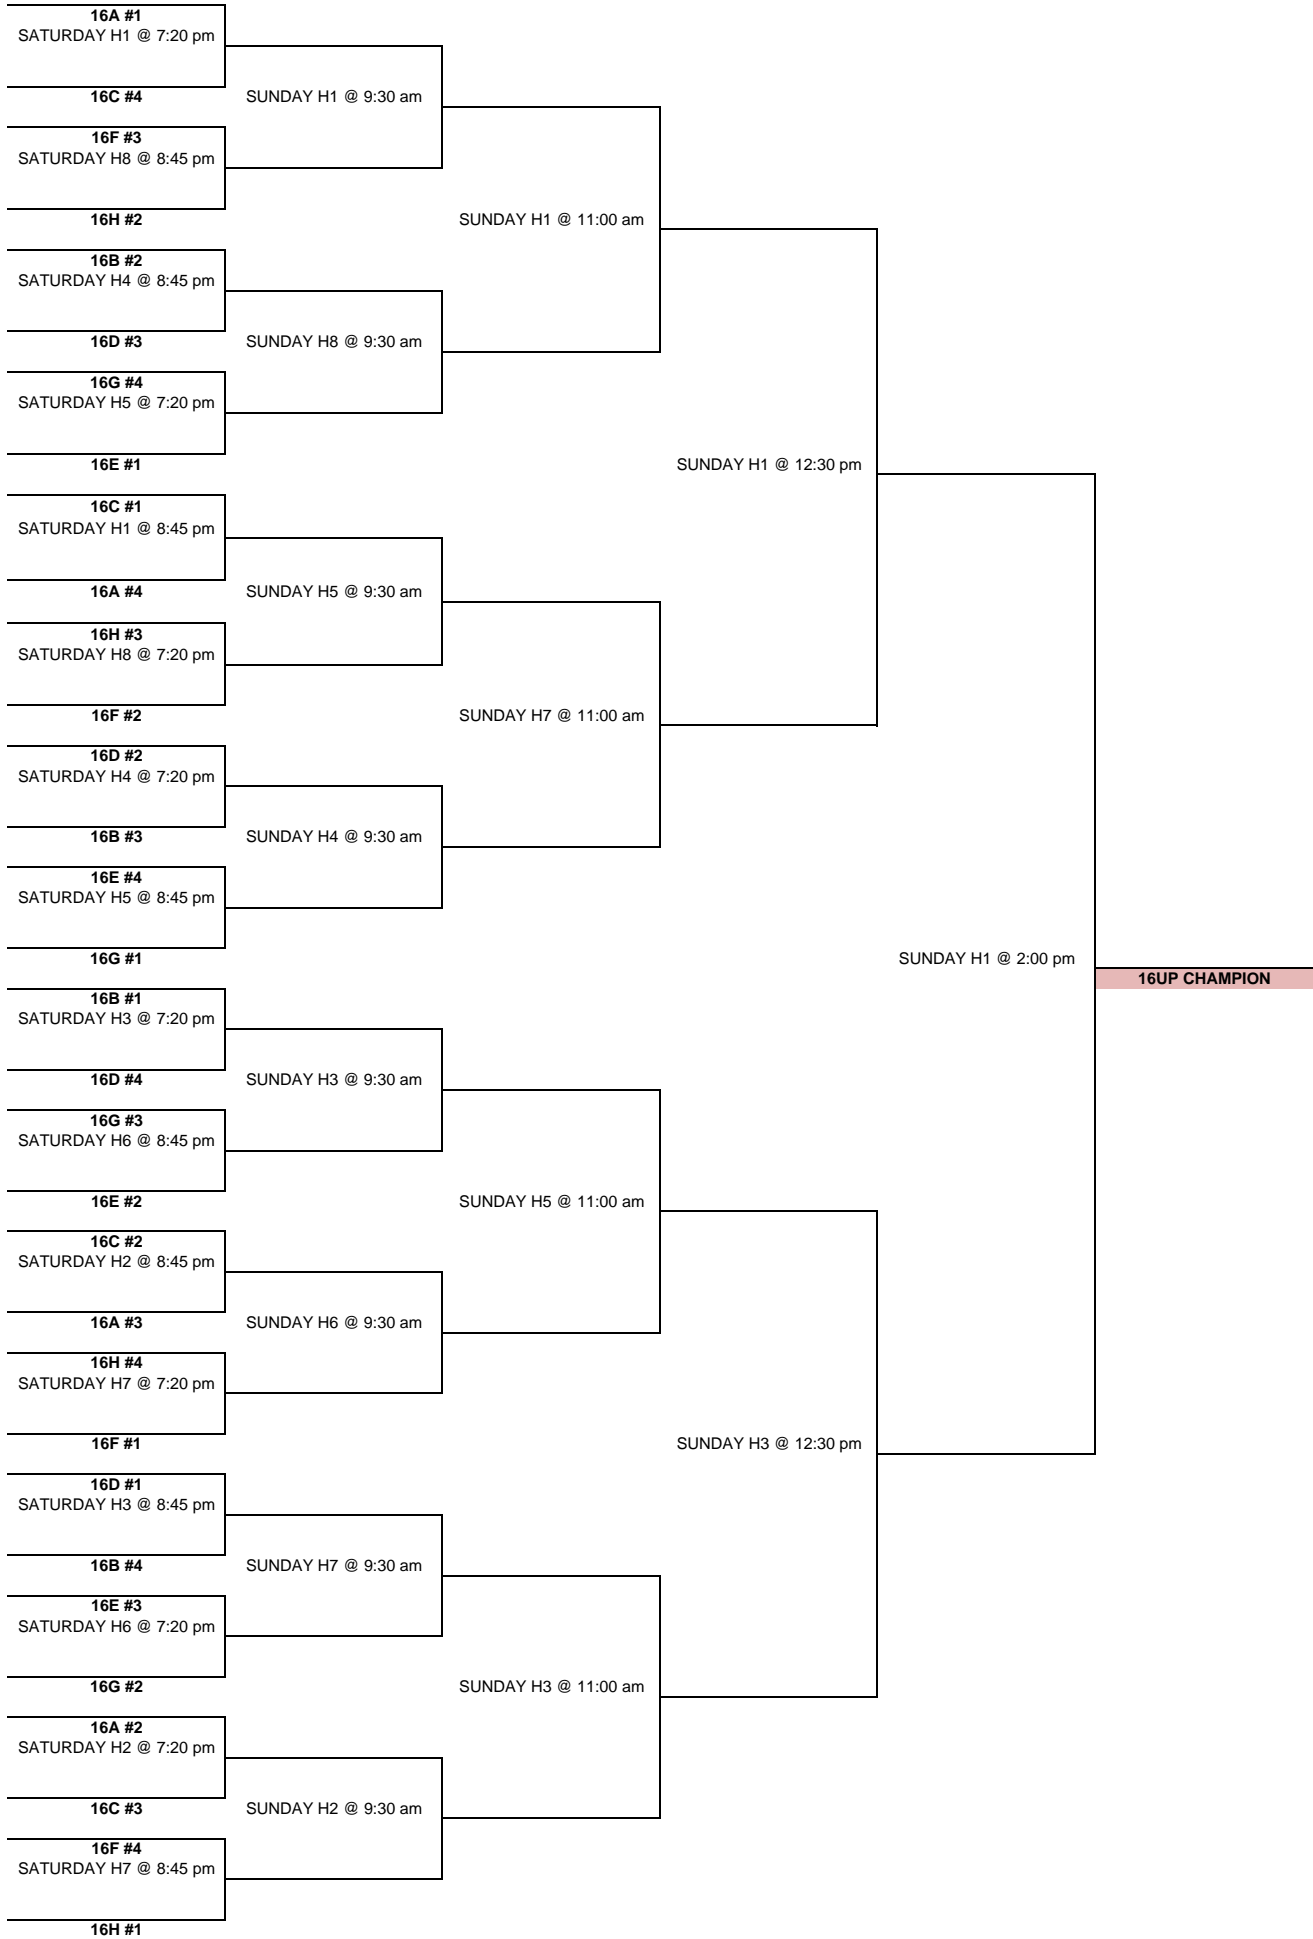 16A #1
SATURDAY H1 @ 7:20 pm
16C #4
SUNDAY H1 @ 9:30 am
16F #3
SATURDAY H8 @ 8:45 pm
16H #2
SUNDAY H1 @ 11:00 am
16B #2
SATURDAY H4 @ 8:45 pm
16D #3
SUNDAY H8 @ 9:30 am
16G #4
SATURDAY H5 @ 7:20 pm
16E #1
SUNDAY H1 @ 12:30 pm
16C #1
SATURDAY H1 @ 8:45 pm
16A #4
SUNDAY H5 @ 9:30 am
16H #3
SATURDAY H8 @ 7:20 pm
16F #2
SUNDAY H7 @ 11:00 am
16D #2
SATURDAY H4 @ 7:20 pm
16B #3
SUNDAY H4 @ 9:30 am
16E #4
SATURDAY H5 @ 8:45 pm
16G #1
SUNDAY H1 @ 2:00 pm
16UP CHAMPION
16B #1
SATURDAY H3 @ 7:20 pm
16D #4
SUNDAY H3 @ 9:30 am
16G #3
SATURDAY H6 @ 8:45 pm
16E #2
SUNDAY H5 @ 11:00 am
16C #2
SATURDAY H2 @ 8:45 pm
16A #3
SUNDAY H6 @ 9:30 am
16H #4
SATURDAY H7 @ 7:20 pm
16F #1
SUNDAY H3 @ 12:30 pm
16D #1
SATURDAY H3 @ 8:45 pm
16B #4
SUNDAY H7 @ 9:30 am
16E #3
SATURDAY H6 @ 7:20 pm
16G #2
SUNDAY H3 @ 11:00 am
16A #2
SATURDAY H2 @ 7:20 pm
16C #3
SUNDAY H2 @ 9:30 am
16F #4
SATURDAY H7 @ 8:45 pm
16H #1